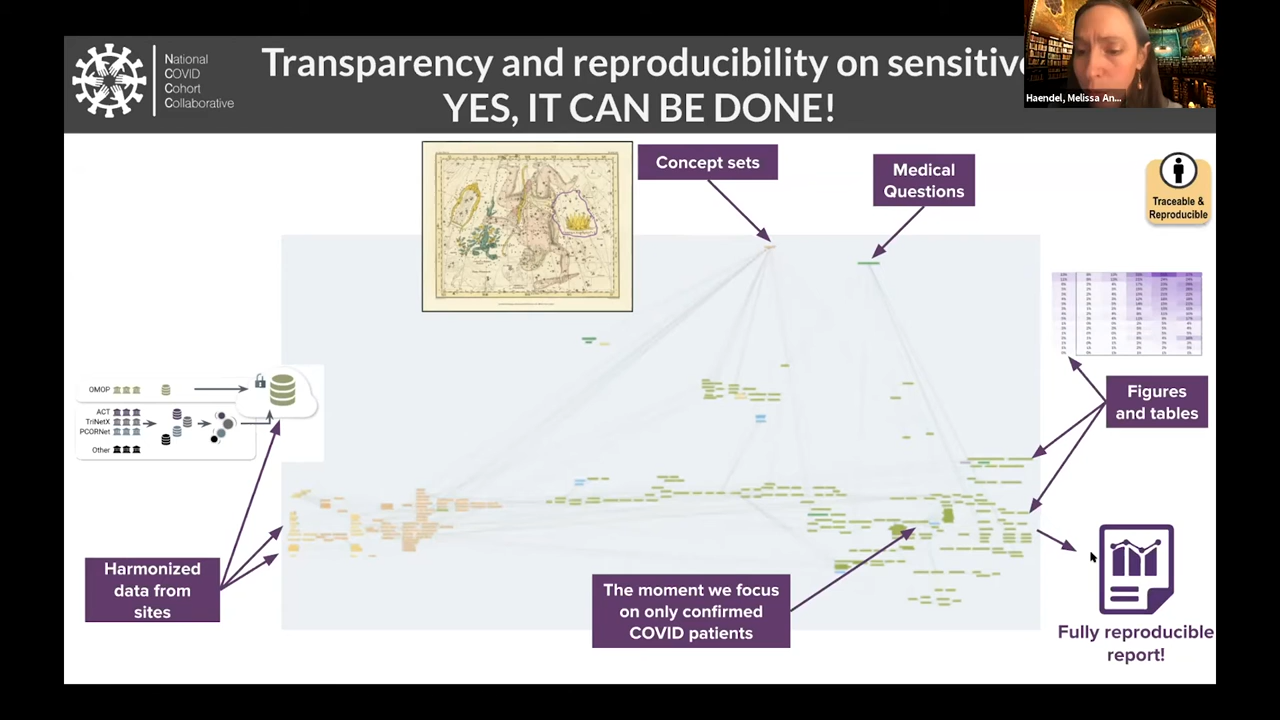 National
COVID
Cohort
Collaborative
Transparency and reproducibility on sensitive
YES, IT CAN BE DONE!
Haendel, Melissa An...
Concept sets
Medical
Questions
Traceable &
Reproducible
OMOP
ACT
TriNetX
PCORNet
Other
Figures
and tables
Harmonized
data from
sites
The moment we focus
on only confirmed
COVID patients
Fully reproducible
report!